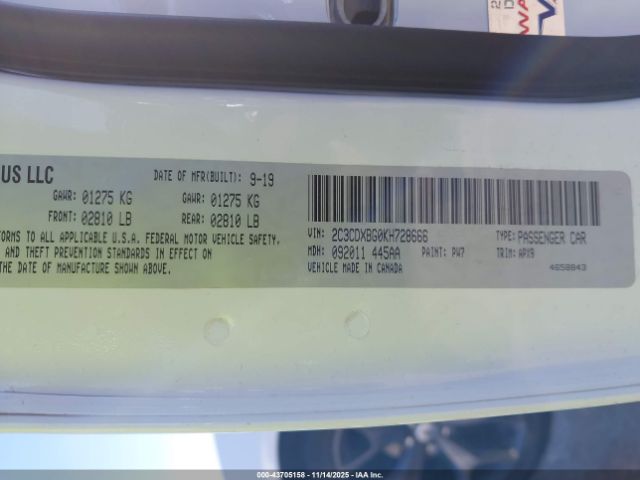 US LLC
DATE OF MFR(BUILT): 9-19
GAWR: 01275 KG GAWR: 01275 KG
FRONT: 02810 LB REAR: 02810 LB
FORMS TO ALL APPLICABLE U.S.A. FEDERAL MOTOR VEHICLE SAFETY,
AND THEFT PREVENTION STANDARDS IN EFFECT ON
THE DATE OF MANUFACTURE SHOWN ABOVE.
VIN: 2C3CDXBG0KH728666 TYPE: PASSENGER CAR
MDH: 092011 445AA PAINT: PW7 TRIM: APX9
VEHICLE MADE IN CANADA 4658843
000-43705158 - 11/14/2025 - IAA Inc.